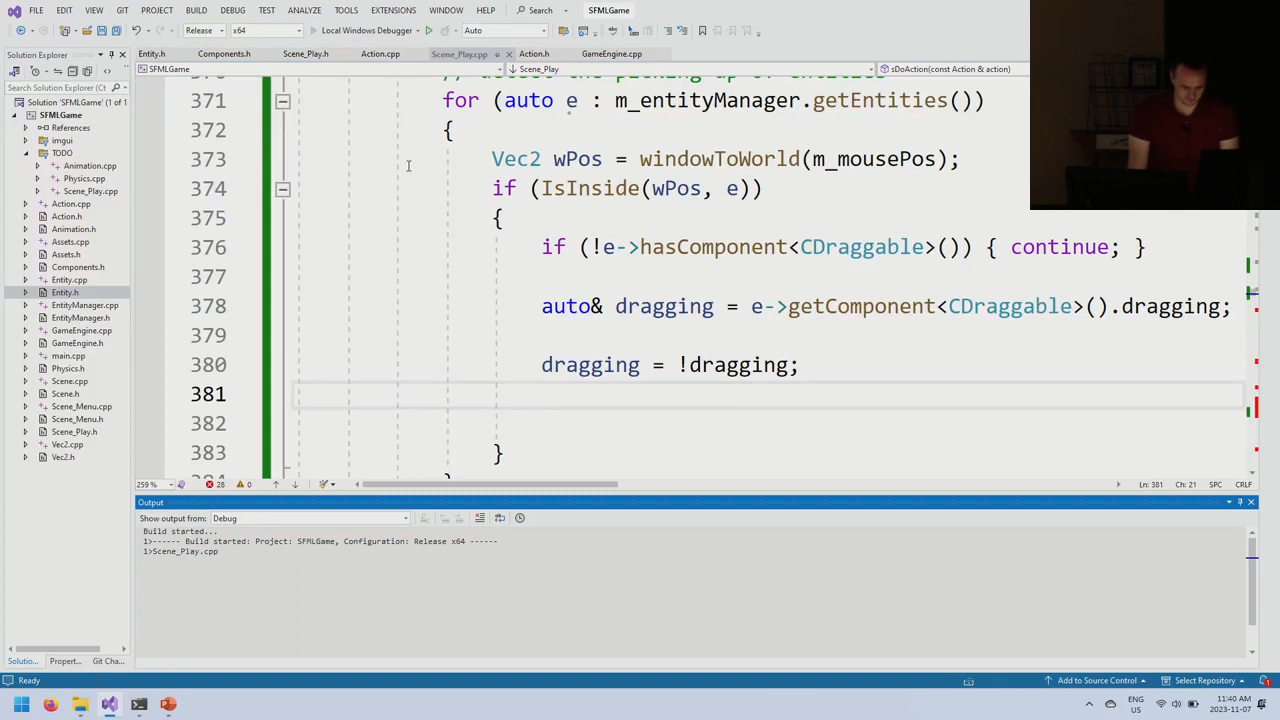 FILE EDIT VIEW GIT PROJECT BUILD DEBUG TEST ANALYZE TOOLS EXTENSIONS WINDOW HELP Search SFMLGame
Release x64 Local Windows Debugger Auto
Solution Explorer
Entity.h Components.h Scene_Play.h Action.cpp Scene_Play.cpp Action.h GameEngine.cpp
SFMLGame Scene_Play sDoAction(const Action & action)
Search Solution Explorer
Solution 'SFMLGame' (1 of 1
SFMLGame
References
imgui
TODO
Animation.cpp
Physics.cpp
Scene_Play.cpp
Action.cpp
Action.h
Animation.h
Assets.cpp
Assets.h
Components.h
Entity.cpp
Entity.h
EntityManager.cpp
EntityManager.h
GameEngine.cpp
GameEngine.h
main.cpp
Physics.h
Scene.cpp
Scene.h
Scene_Menu.cpp
Scene_Menu.h
Scene_Play.h
Vec2.cpp
Vec2.h
371 for (auto e : m_entityManager.getEntities())
372 {
373 Vec2 wPos = windowToWorld(m_mousePos);
374 if (IsInside(wPos, e))
375 {
376 if (!e->hasComponent<CDraggable>()) { continue; }
377
378 auto& dragging = e->getComponent<CDraggable>().dragging;
379
380 dragging = !dragging;
381
382
383 }
259 % 28 0 Ln: 381 Ch: 21 SPC CRLF
Output
Show output from: Debug
Build started...
1>------ Build started: Project: SFMLGame, Configuration: Release x64 ------
1>Scene_Play.cpp
Soluti... Propert... Git Cha...
Ready Add to Source Control Select Repository 1
ENG
US
11:40 AM
2023-11-07